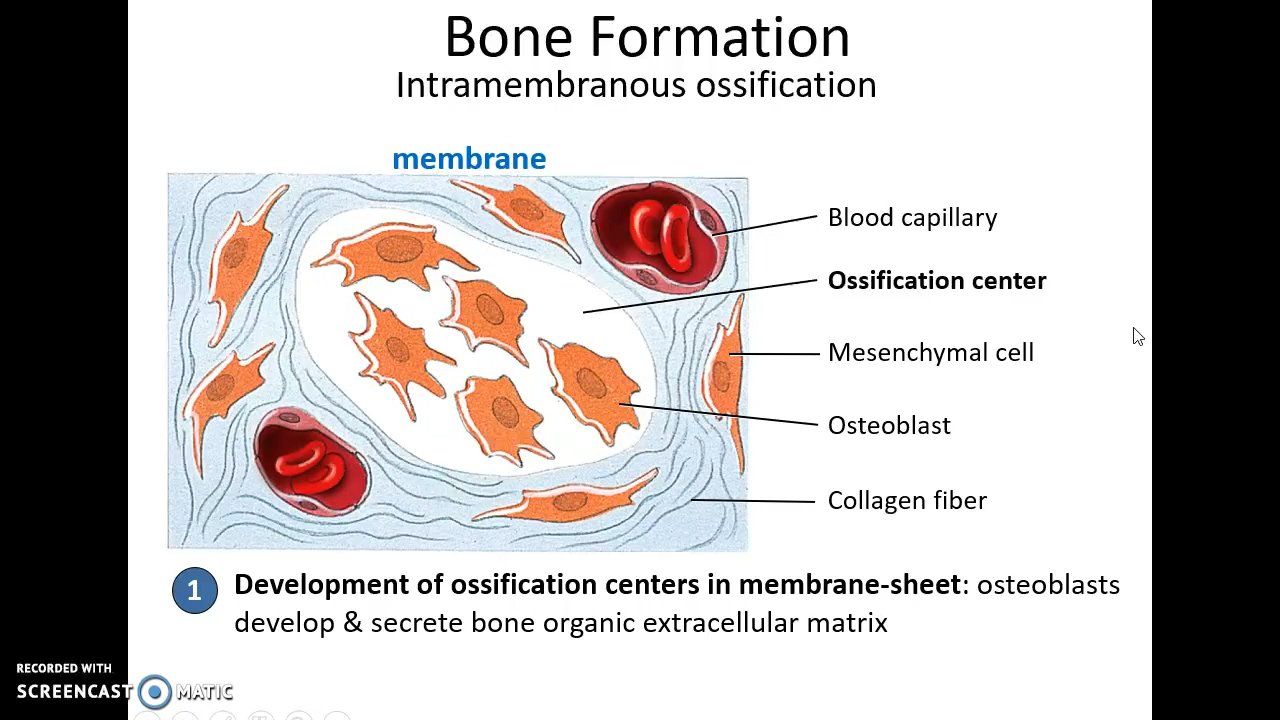 Bone Formation
Intramembranous ossification
membrane
Blood capillary
Ossification center
Mesenchymal cell
Osteoblast
Collagen fiber
1 Development of ossification centers in membrane-sheet: osteoblasts
develop & secrete bone organic extracellular matrix
RECORDED WITH
SCREENCAST MATIC